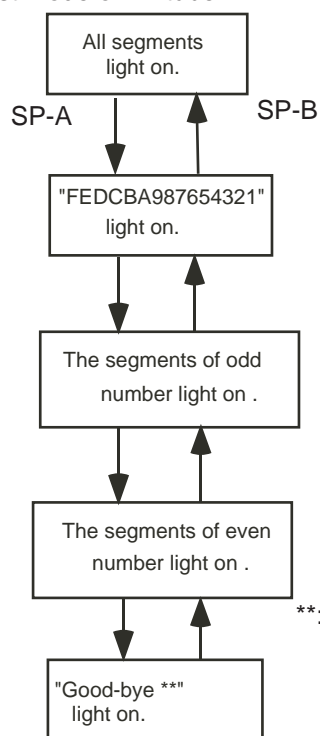 All segments
light on.
SP-A
SP-B
"FEDCBA987654321"
light on.
The segments of odd
number light on .
The segments of even
number light on .
**:
"Good-bye **"
light on.